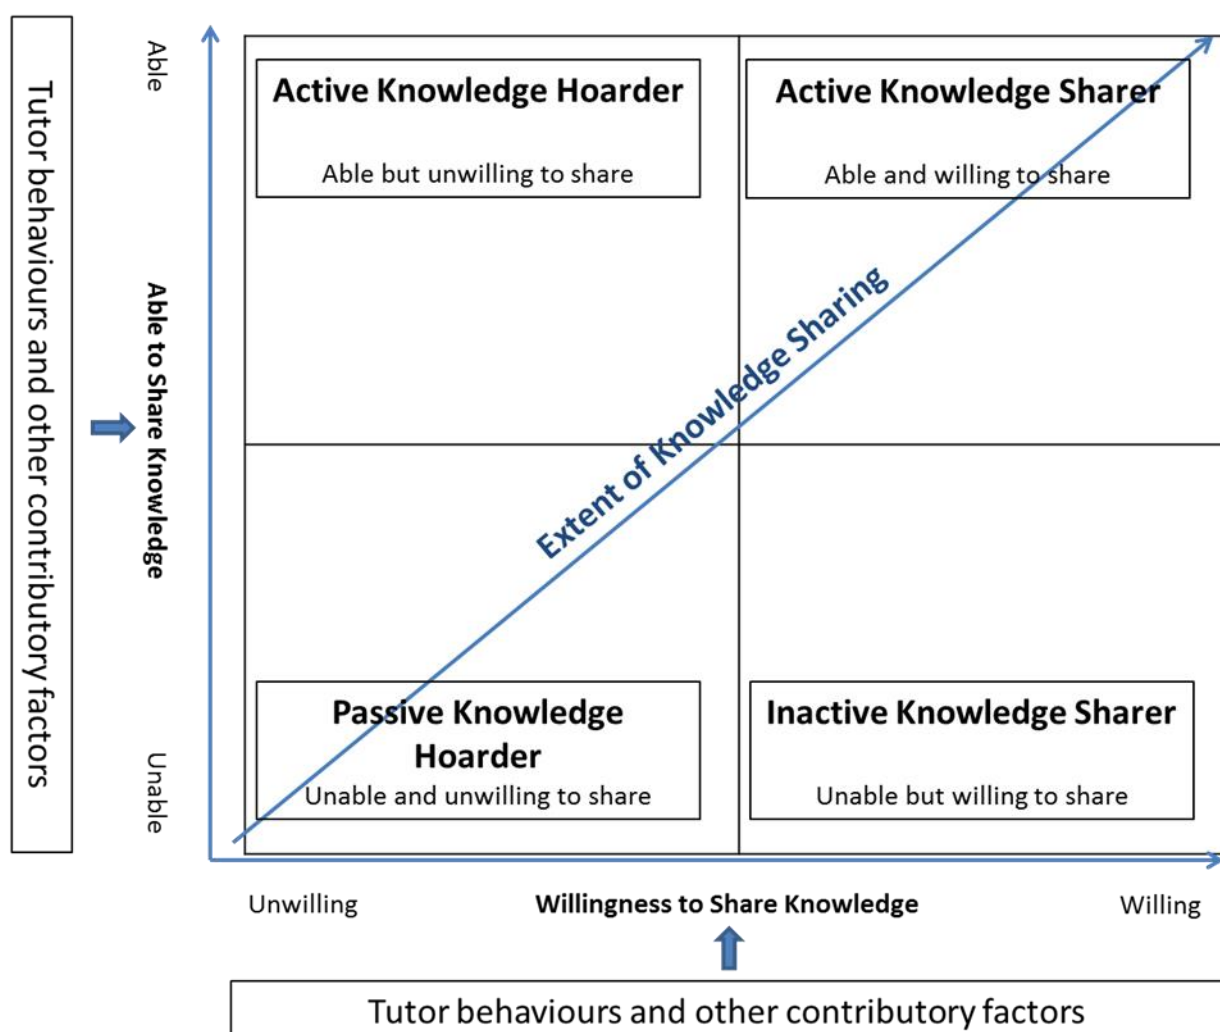 Tutor behaviours and other contributory
factors
Able
Able to Share Knowledge
Unable
Active Knowledge Hoarder
Able but unwilling to share
Active Knowledge Sharer
Able and willing to share
Extent of Knowledge Sharing
Passive Knowledge
Hoarder
Unable and unwilling to share
Inactive Knowledge Sharer
Unable but willing to share
Unwilling
Willingness to Share Knowledge
Willing
Tutor behaviours and other contributory factors